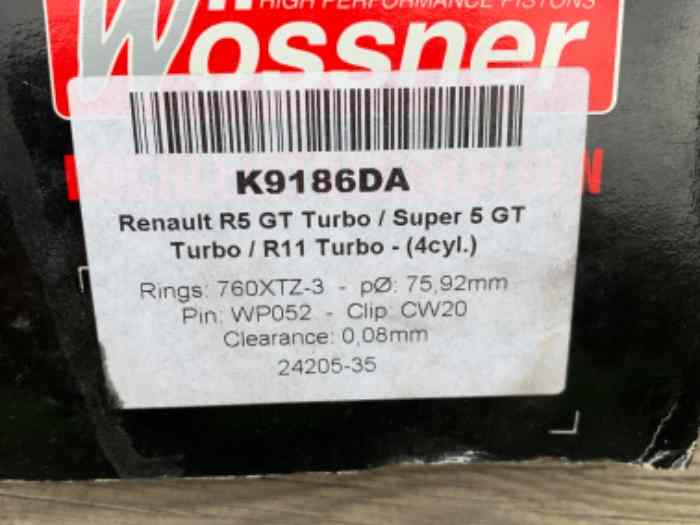 HIGH PERFORMANCE PISTONS
Wössner
K9186DA
Renault R5 GT Turbo / Super 5 GT
Turbo / R11 Turbo - (4cyl.)
Rings: 760XTZ-3 - pØ: 75,92mm
Pin: WP052 - Clip: CW20
Clearance: 0,08mm
24205-35